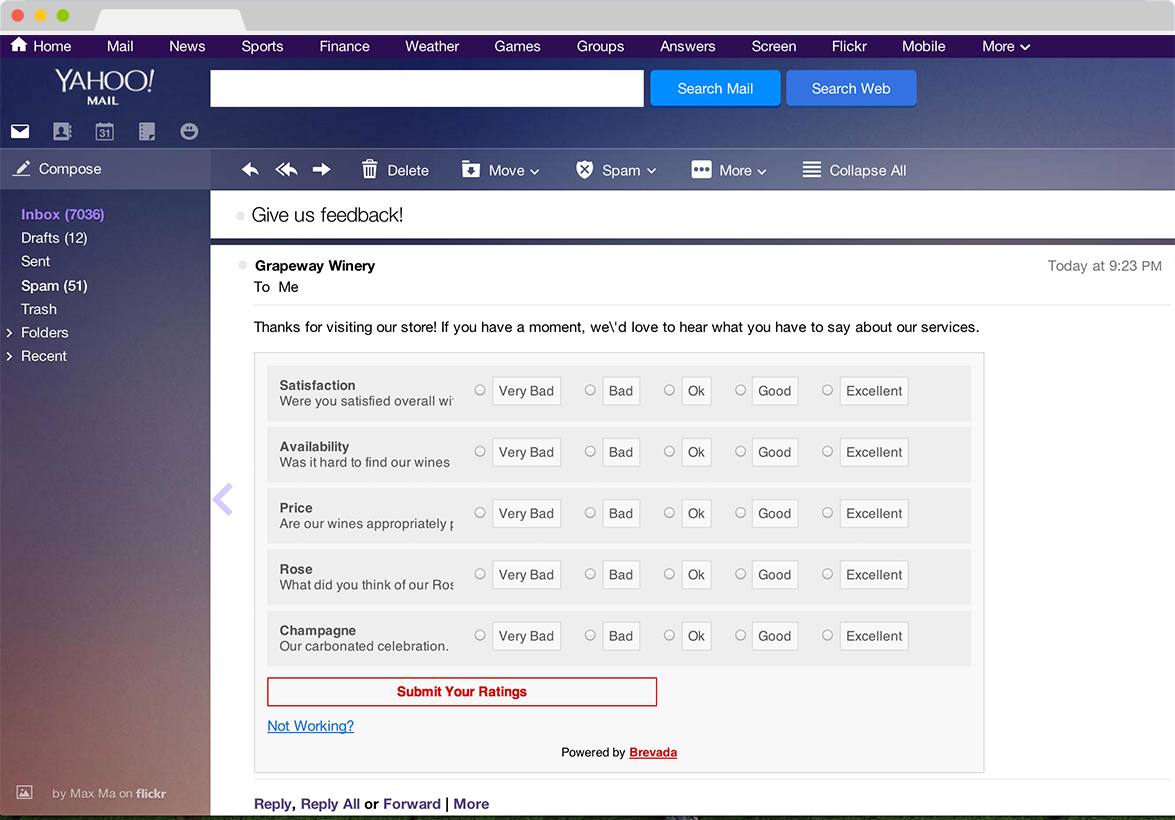 Home Mail News Sports Finance Weather Games Groups Answers Screen Flickr Mobile More
YAHOO!
MAIL
Search Mail Search Web
31
Compose
Delete Move Spam More Collapse All
Inbox (7036)
Drafts (12)
Sent
Spam (51)
Trash
Folders
Recent
Give us feedback!
Grapeway Winery Today at 9:23 PM
To Me
Thanks for visiting our store! If you have a moment, we\'d love to hear what you have to say about our services.
Satisfaction
Were you satisfied overall wi
Very Bad Bad Ok Good Excellent
Availability
Was it hard to find our wines
Very Bad Bad Ok Good Excellent
Price
Are our wines appropriately
Very Bad Bad Ok Good Excellent
Rose
What did you think of our Ros
Very Bad Bad Ok Good Excellent
Champagne
Our carbonated celebration.
Very Bad Bad Ok Good Excellent
Submit Your Ratings
Not Working?
Powered by Brevada
Reply, Reply All or Forward | More
by Max Ma on flickr